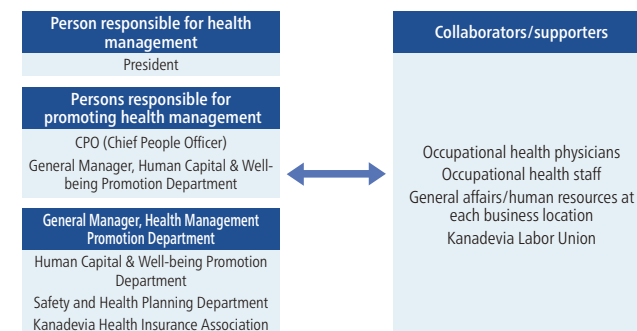 Person responsible for health
management
President
Persons responsible for
promoting health management
CPO (Chief People Officer)
General Manager, Human Capital & Well-
being Promotion Department
General Manager, Health Management
Promotion Department
Human Capital & Well-being Promotion
Department
Safety and Health Planning Department
Kanadevia Health Insurance Association
Collaborators/supporters
Occupational health physicians
Occupational health staff
General affairs/human resources at
each business location
Kanadevia Labor Union